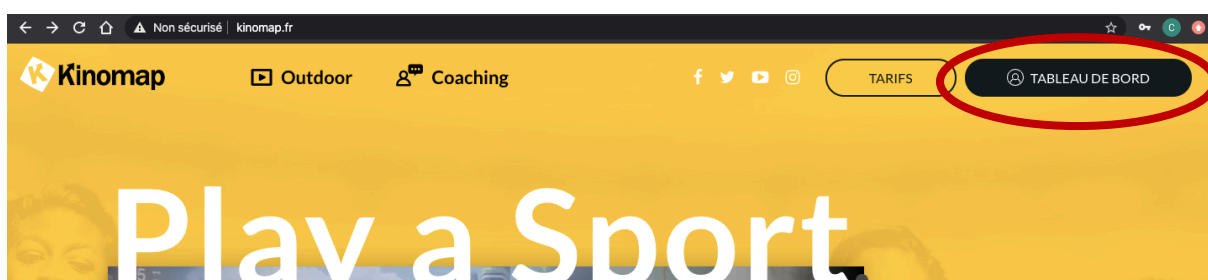 Non sécurisé | kinomap.fr
C
Kinomap
Outdoor
Coaching
TARIFS
TABLEAU DE BORD
Play a Sport